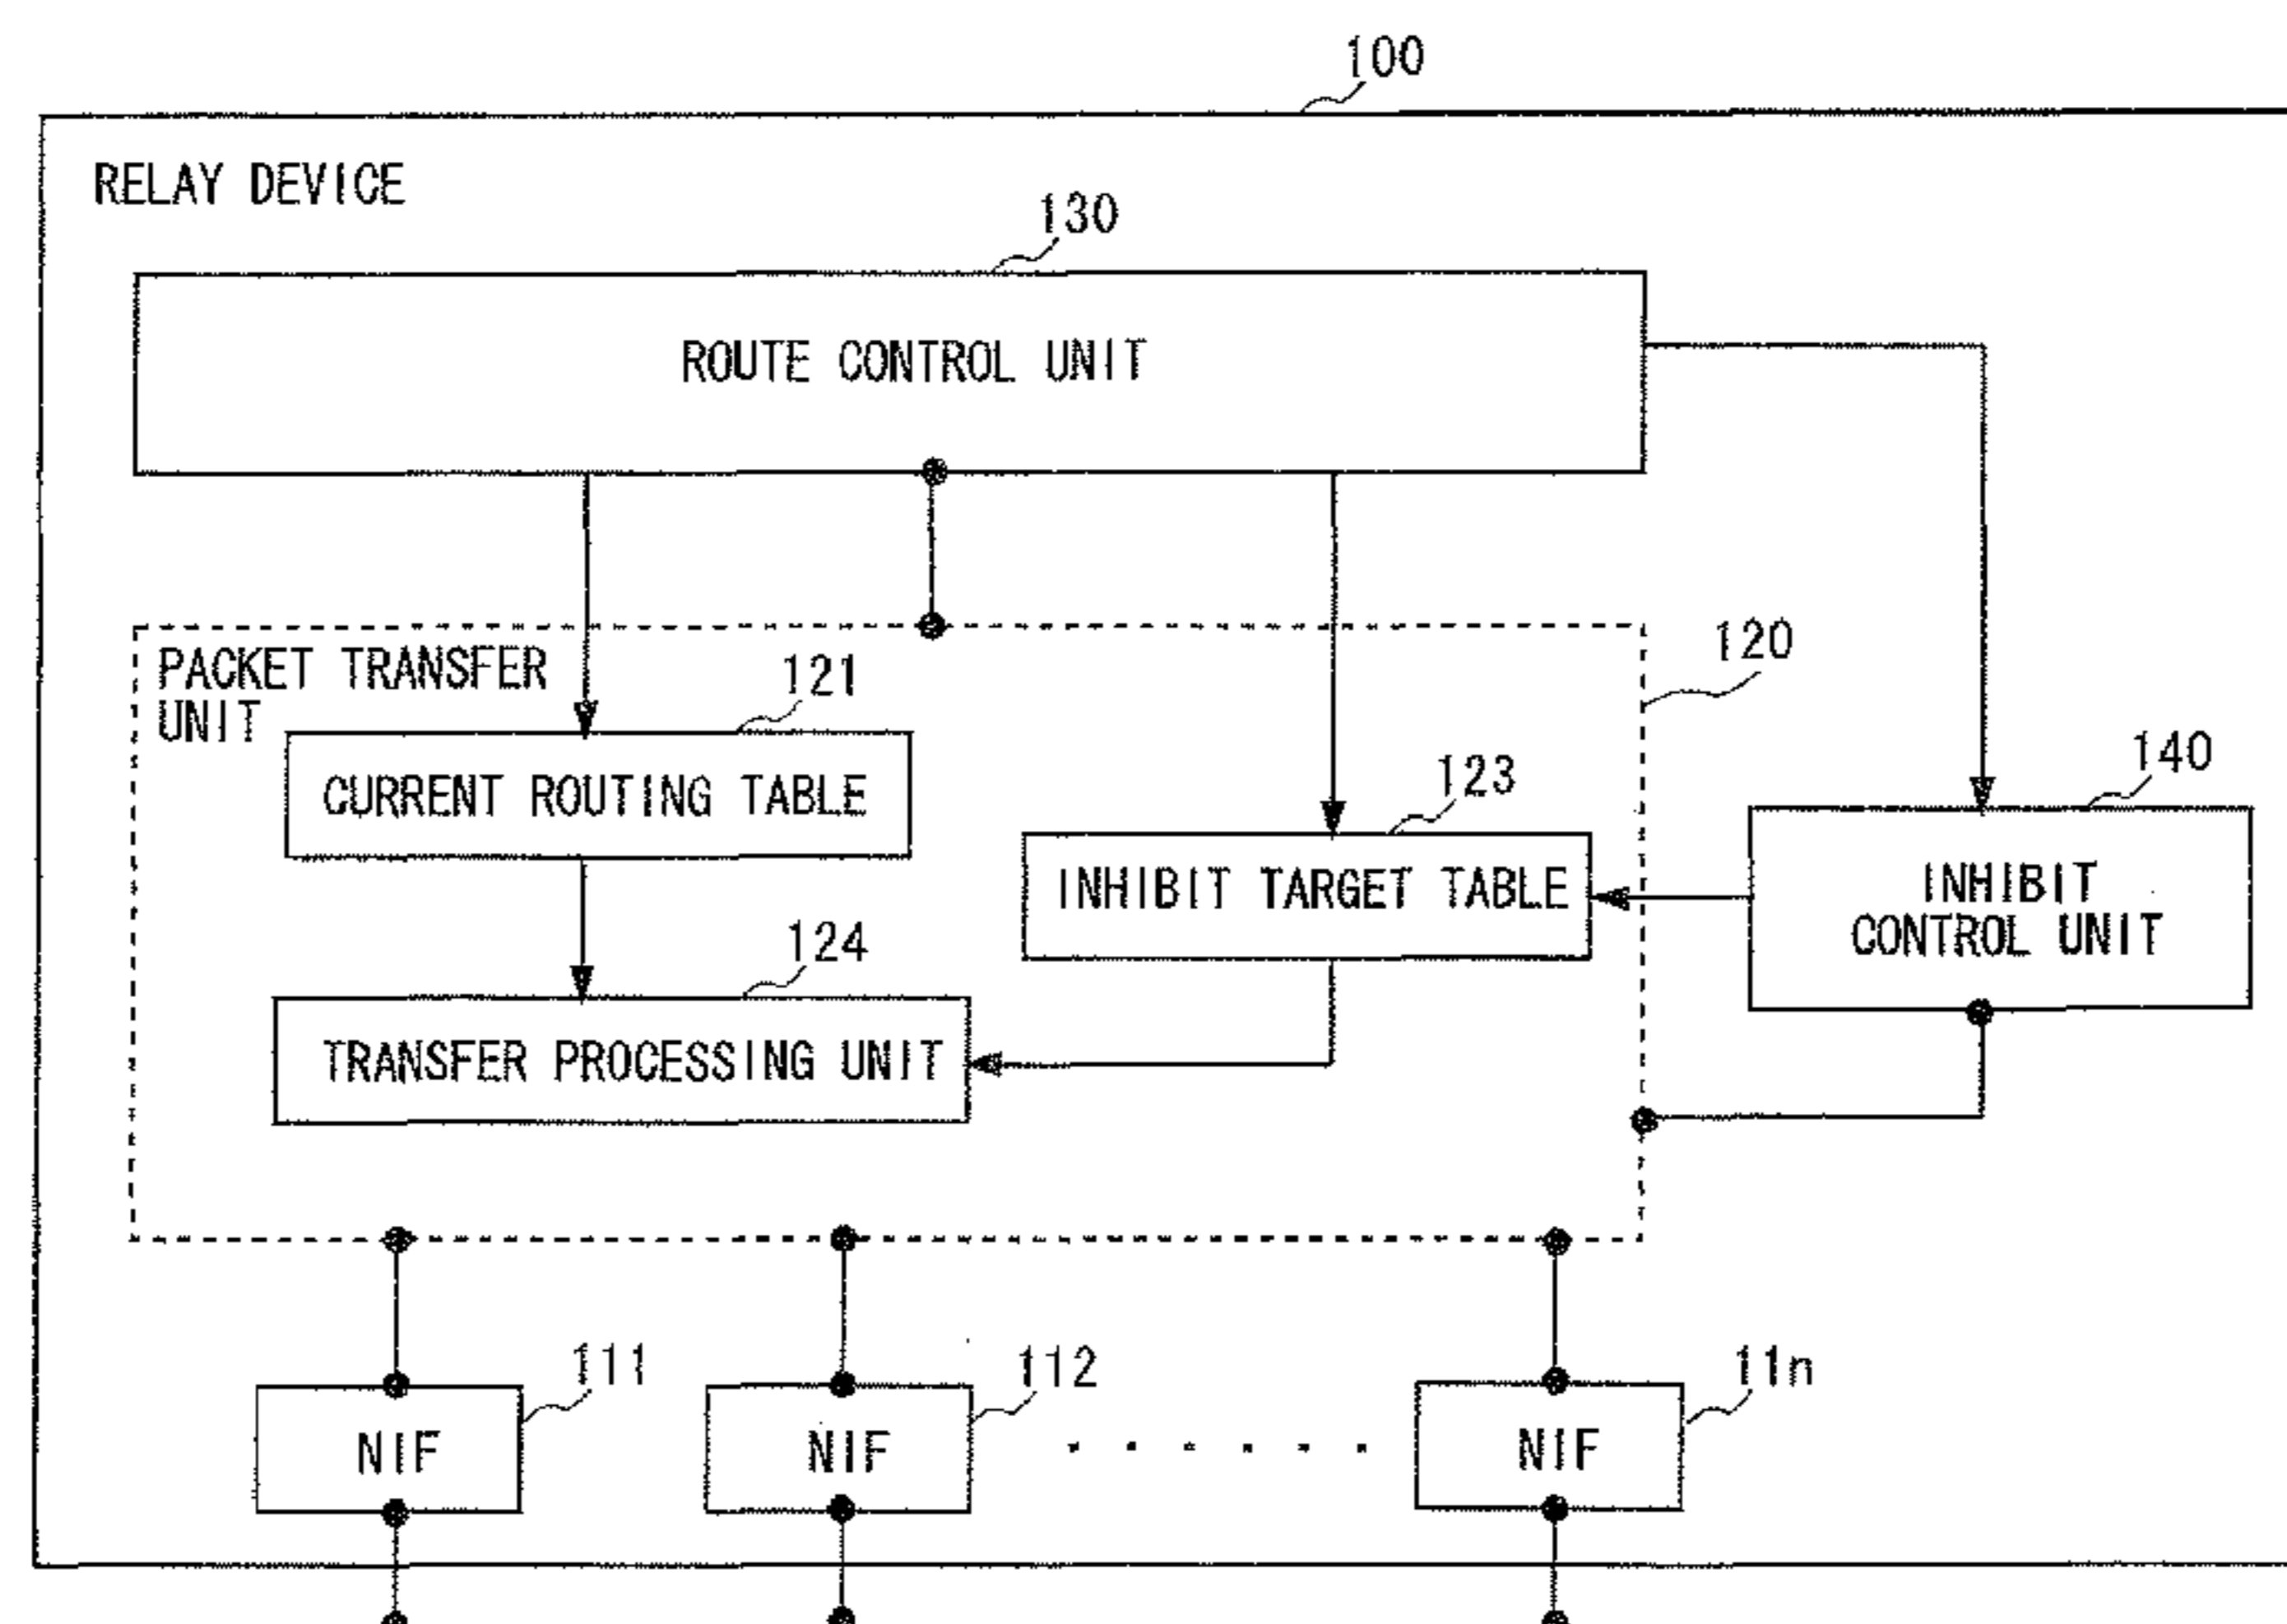 100
RELAY DEVICE
130
ROUTE CONTROL UNIT
PACKET TRANSFER
UNIT
121
120
CURRENT ROUTING TABLE
123
140
INHIBIT TARGET TABLE
INHIBIT
CONTROL UNIT
124
TRANSFER PROCESSING UNIT
111
112
11n
NIF
NIF
. . . . . .
NIF